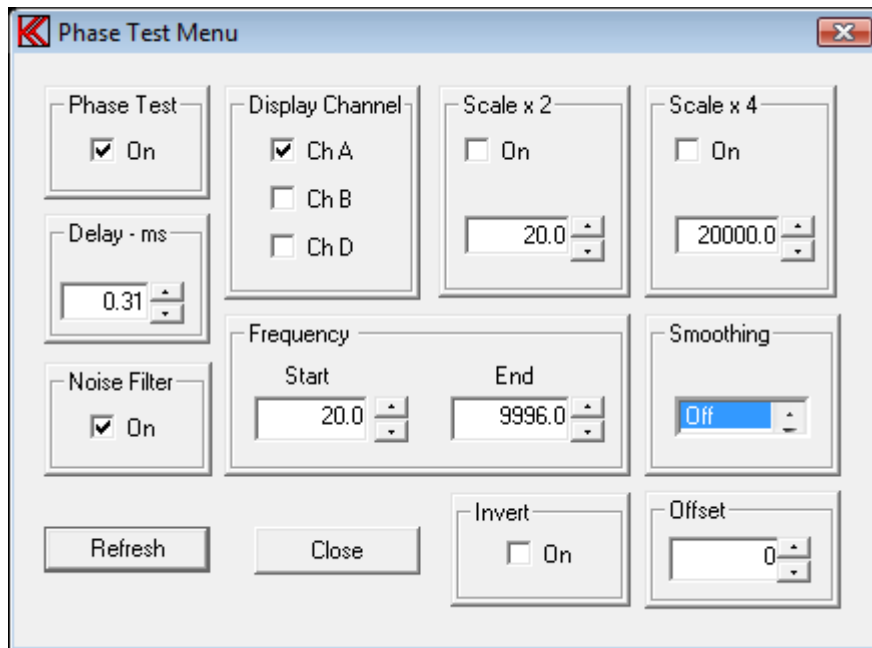 Phase Test Menu
Phase Test
On
Display Channel
Ch A
Ch B
Ch D
Scale x 2
On
20.0
Scale x 4
On
20000.0
Delay - ms
0.31
Frequency
Start
20.0
End
9996.0
Smoothing
Off
Noise Filter
On
Refresh
Close
Invert
On
Offset
0